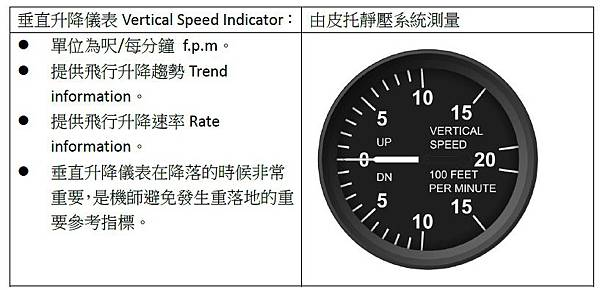 垂直升降儀表 Vertical Speed Indicator：
● 單位為呎/每分鐘 f.p.m。
● 提供飛行升降趨勢 Trend
information。
● 提供飛行升降速率 Rate
information。
● 垂直升降儀表在降落的時候非常
重要，是機師避免發生重落地的重
要參考指標。
由皮托靜壓系統測量
10
5
15
UP
VERTICAL
SPEED
0
20
DN
100 FEET
PER MINUTE
5
15
10